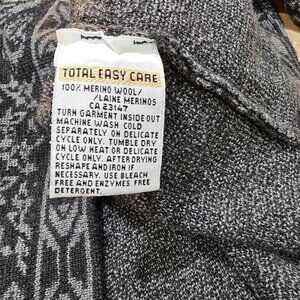 TOTAL EASY CARE
100% MERINO WOOL/
/LAINE MERINOS
CA 23147
TURN GARMENT INSIDE OUT
MACHINE WASH COLD
SEPARATELY ON DELICATE
CYCLE ONLY. TUMBLE DRY
ON LOW HEAT OR DELICATE
CYCLE ONLY. AFTER DRYING
RESHAPE AND IRON IF
NECESSARY. USE BLEACH
FREE AND ENZYMES FREE
DETERGENT.